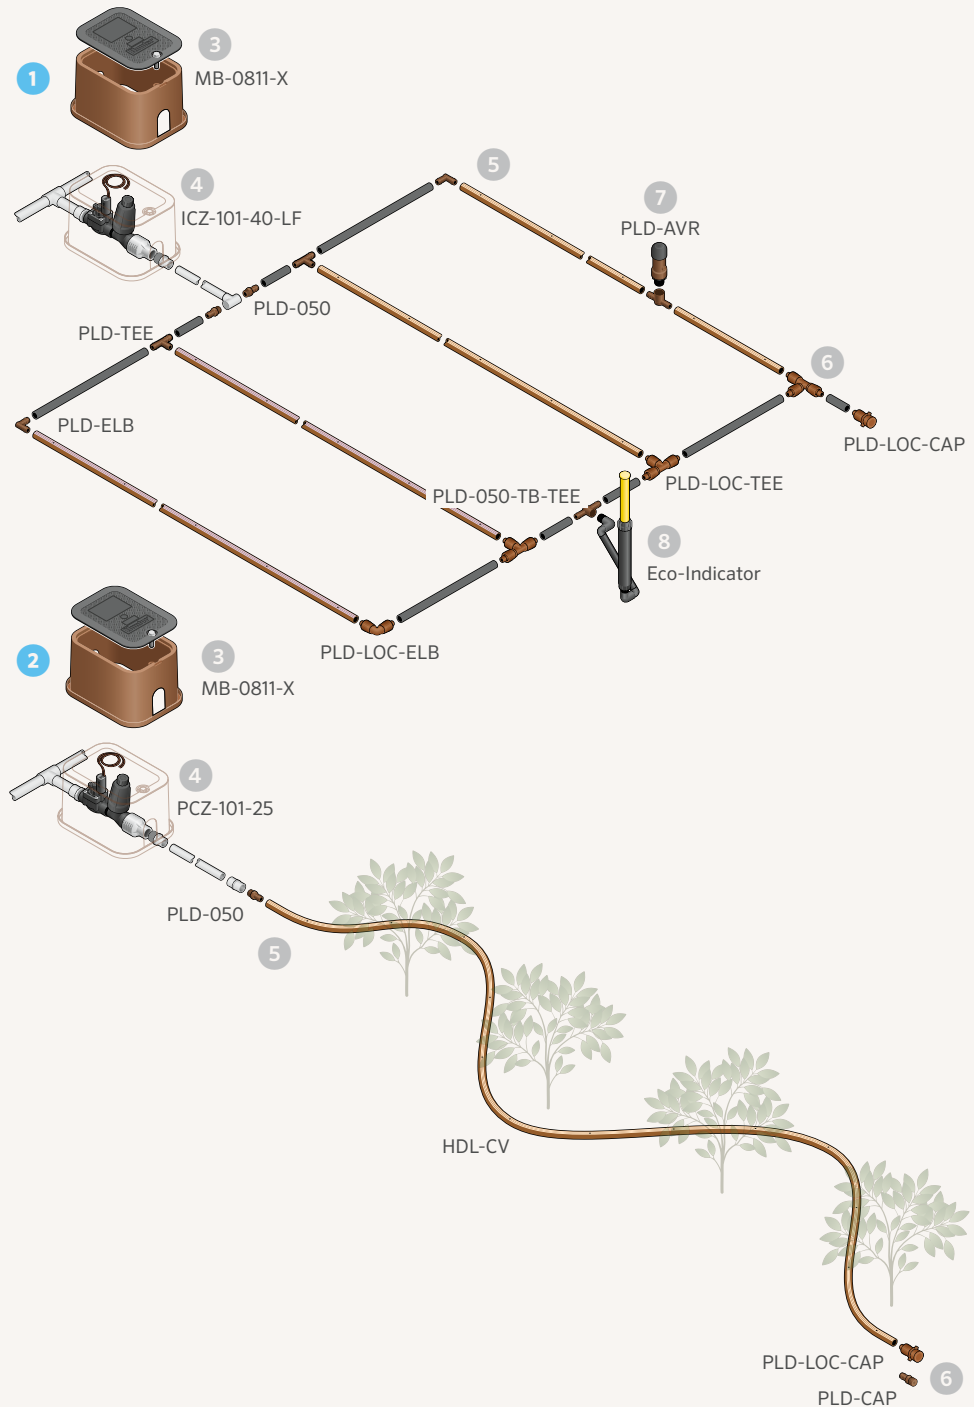 1
3
MB-0811-X
4
ICZ-101-40-LF
5
7
PLD-AVR
PLD-050
PLD-TEE
6
PLD-ELB
PLD-LOC-CAP
PLD-LOC-TEE
PLD-050-TB-TEE
8
Eco-Indicator
PLD-LOC-ELB
2
3
MB-0811-X
4
PCZ-101-25
PLD-050
5
HDL-CV
PLD-LOC-CAP
6
PLD-CAP